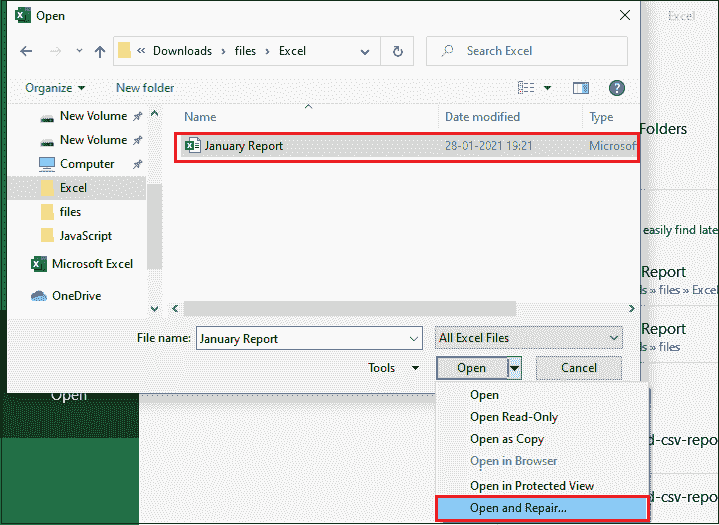 Open
Excel
« Downloads › files › Excel
Search Excel
Organize
New folder
Name
Date modified
Type
New Volume
New Volume
Computer
Excel
files
JavaScript
Microsoft Excel
OneDrive
January Report
28-01-2021 19:21
Microsof
Folders
easily find late
Report
ds » files » Exce
Report
ds » files
File name:
January Report
All Excel Files
Tools
Open
Cancel
Open
Open
Open Read-Only
Open as Copy
Open in Browser
Open in Protected View
Open and Repair...
d-csv-repo
d-csv-repo